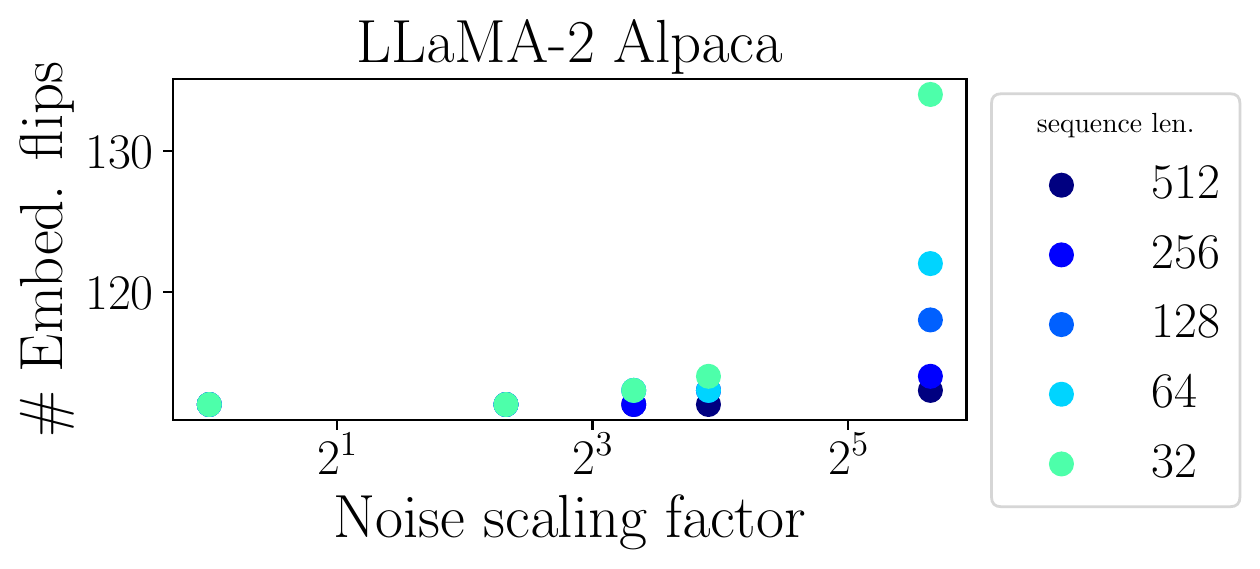 LLaMA-2 Alpaca
# Embed. flips
130
120
2^1
2^3
2^5
Noise scaling factor
sequence len.
512
256
128
64
32